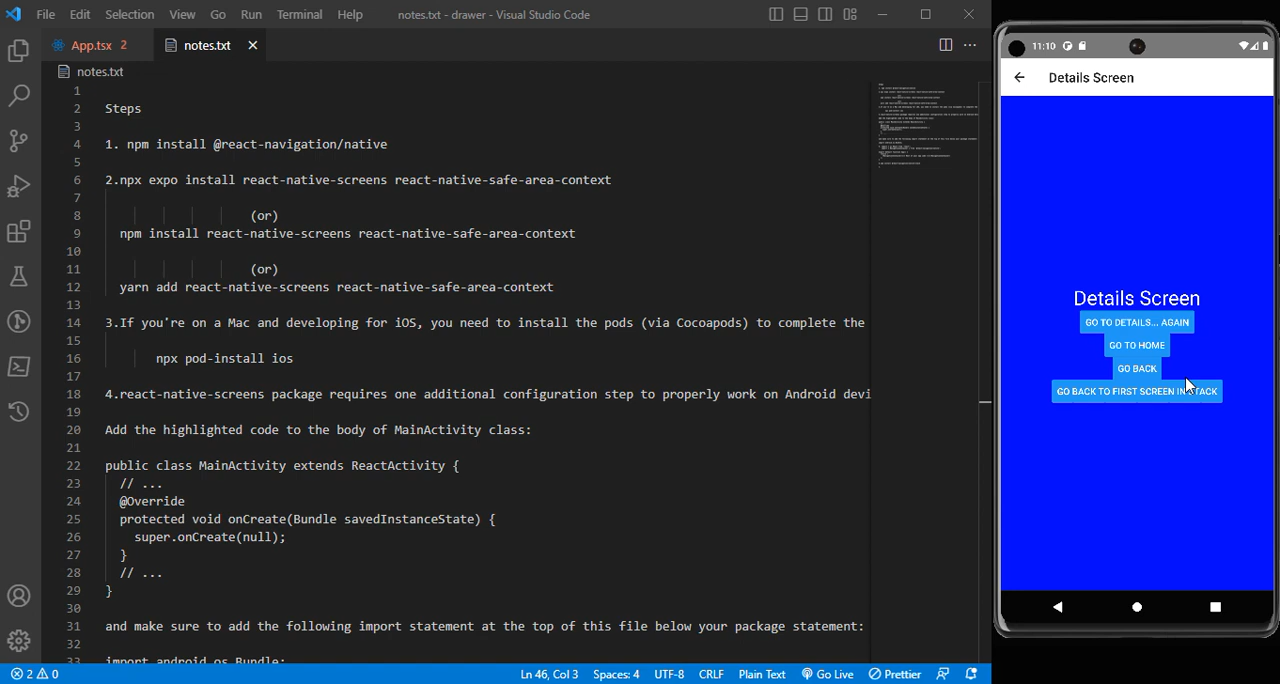 File Edit Selection View Go Run Terminal Help notes.txt - drawer - Visual Studio Code
App.tsx 2 notes.txt
notes.txt
1
2 Steps
3
4 1. npm install @react-navigation/native
5
6 2.npx expo install react-native-screens react-native-safe-area-context
7
8 (or)
9 npm install react-native-screens react-native-safe-area-context
10
11 (or)
12 yarn add react-native-screens react-native-safe-area-context
13
14 3.If you're on a Mac and developing for iOS, you need to install the pods (via Cocoapods) to complete the
15
16 npx pod-install ios
17
18 4.react-native-screens package requires one additional configuration step to properly work on Android devi
19
20 Add the highlighted code to the body of MainActivity class:
21
22 public class MainActivity extends ReactActivity {
23 // ...
24 @Override
25 protected void onCreate(Bundle savedInstanceState) {
26 super.onCreate(null);
27 }
28 // ...
29 }
30
31 and make sure to add the following import statement at the top of this file below your package statement:
32
33 import android.os.Bundle;
2 0 Ln 46, Col 3 Spaces: 4 UTF-8 CRLF Plain Text Go Live Prettier
11:10
Details Screen
Details Screen
GO TO DETAILS... AGAIN
GO TO HOME
GO BACK
GO BACK TO FIRST SCREEN IN STACK